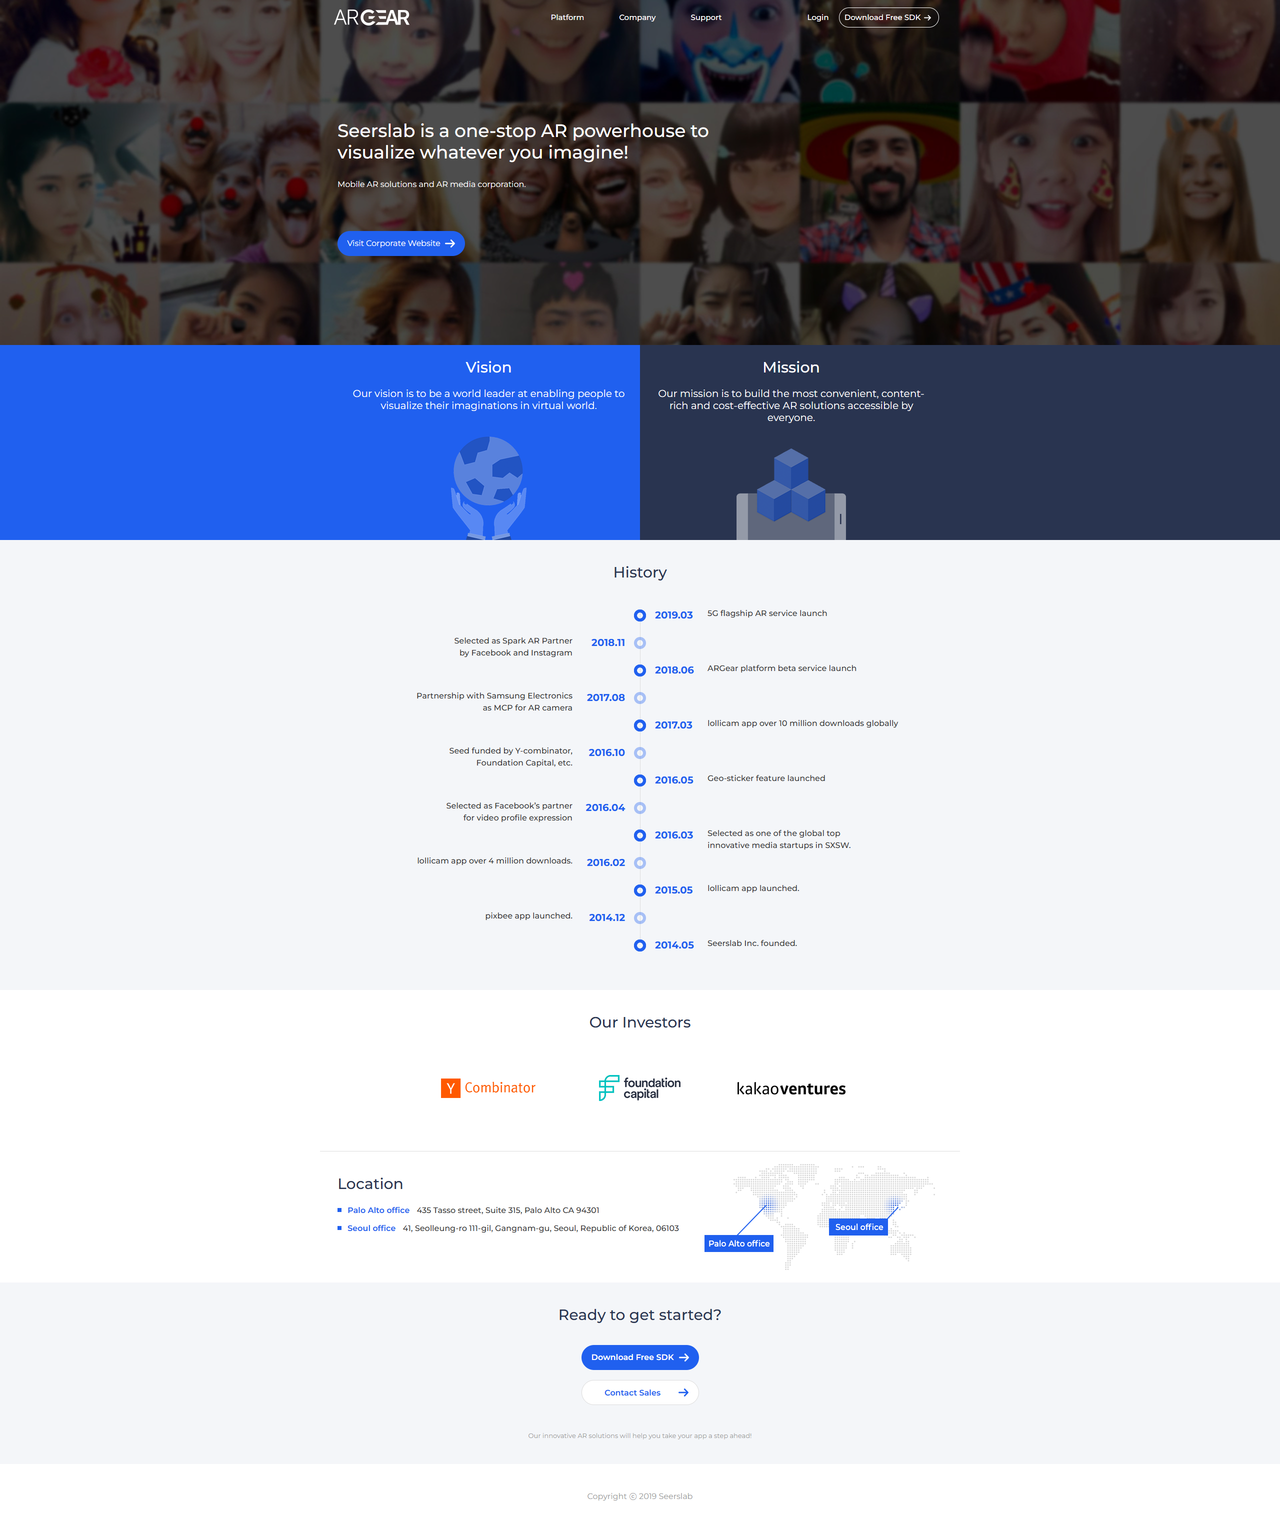 ARGEAR
Platform
Company
Support
Login
Download Free SDK
Seerslab is a one-stop AR powerhouse to
visualize whatever you imagine!
Mobile AR solutions and AR media corporation.
Visit Corporate Website
Vision
Our vision is to be a world leader at enabling people to
visualize their imaginations in virtual world.
Mission
Our mission is to build the most convenient, content-
rich and cost-effective AR solutions accessible by
everyone.
History
2019.03 5G flagship AR service launch
Selected as Spark AR Partner 2018.11
by Facebook and Instagram
2018.06 ARGear platform beta service launch
Partnership with Samsung Electronics 2017.08
as MCP for AR camera
2017.03 lollicam app over 10 million downloads globally
Seed funded by Y-combinator, 2016.10
Foundation Capital, etc.
2016.05 Geo-sticker feature launched
Selected as Facebook's partner 2016.04
for video profile expression
2016.03 Selected as one of the global top
innovative media startups in SXSW.
lollicam app over 4 million downloads. 2016.02
2015.05 lollicam app launched.
pixbee app launched. 2014.12
2014.05 Seerslab Inc. founded.
Our Investors
Y Combinator
foundation
capital
kakaoventures
Location
Palo Alto office 435 Tasso street, Suite 315, Palo Alto CA 94301
Seoul office 41, Seolleung-ro 111-gil, Gangnam-gu, Seoul, Republic of Korea, 06103
Seoul office
Palo Alto office
Ready to get started?
Download Free SDK
Contact Sales
Our innovative AR solutions will help you take your app a step ahead!
Copyright ⓒ 2019 Seerslab